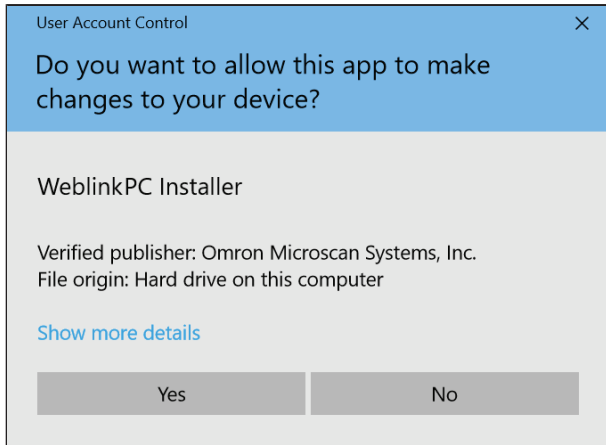 User Account Control
Do you want to allow this app to make
changes to your device?
WeblinkPC Installer
Verified publisher: Omron Microscan Systems, Inc.
File origin: Hard drive on this computer
Show more details
Yes
No